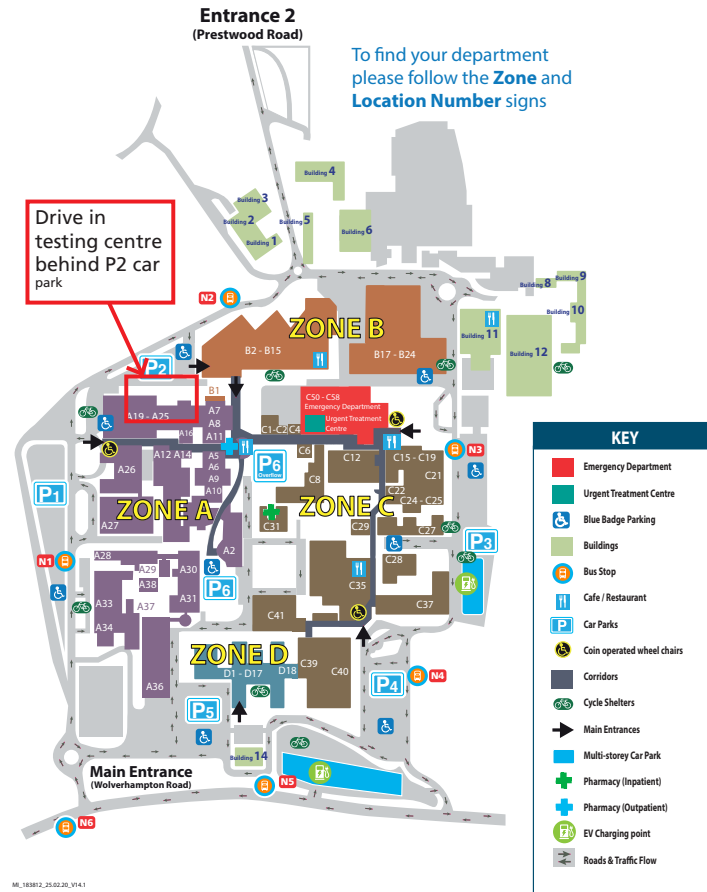 Entrance 2
(Prestwood Road)
To find your department
please follow the Zone and
Location Number signs
Building 4
Building 3
Building 2
Building 1
Building 5
Building 6
Drive in
testing centre
behind P2 car
park
Building 9
Building 8
Building 10
N2
ZONE B
Building 11
B2 - B15
B17 - B24
Building 12
P2
B1
C50 - C58
Emergency Department
Urgent Treatment
Centre
A19 - A25
A7
A8
A11
A16
C1-C2
C4
C6
N3
KEY
A12 A14
A5
A6
A9
A10
P6
Overflow
C12
C15 - C19
C21
A26
C8
C22
C24 - C25
P1
ZONE A
ZONE C
A27
C31
C29
C27
P3
A28
A2
N1
A29
A30
C28
A38
P6
C35
A33
A37
A31
C37
A34
C41
ZONE D
C39
C40
D1 - D17
D18
A36
P4
N4
P5
Building 14
Main Entrance
(Wolverhampton Road)
N5
N6
Emergency Department
Urgent Treatment Centre
Blue Badge Parking
Buildings
Bus Stop
Cafe / Restaurant
P
Car Parks
Coin operated wheel chairs
Corridors
Cycle Shelters
Main Entrances
Multi-storey Car Park
Pharmacy (Inpatient)
Pharmacy (Outpatient)
EV Charging point
Roads & Traffic Flow
MI_183812_25.02.20_V14.1